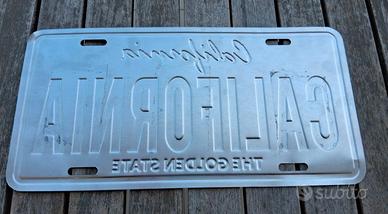 California
CALIFORNIA
THE GOLDEN STATE
subito